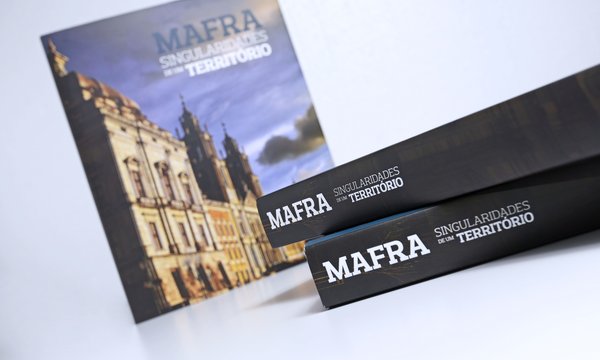 MAFRA
SINGULARIDADES
DE UM TERRITÓRIO
MAFRA
SINGULARIDADES
DE UM TERRITÓRIO
MAFRA
SINGULARIDADES
DE UM TERRITÓRIO